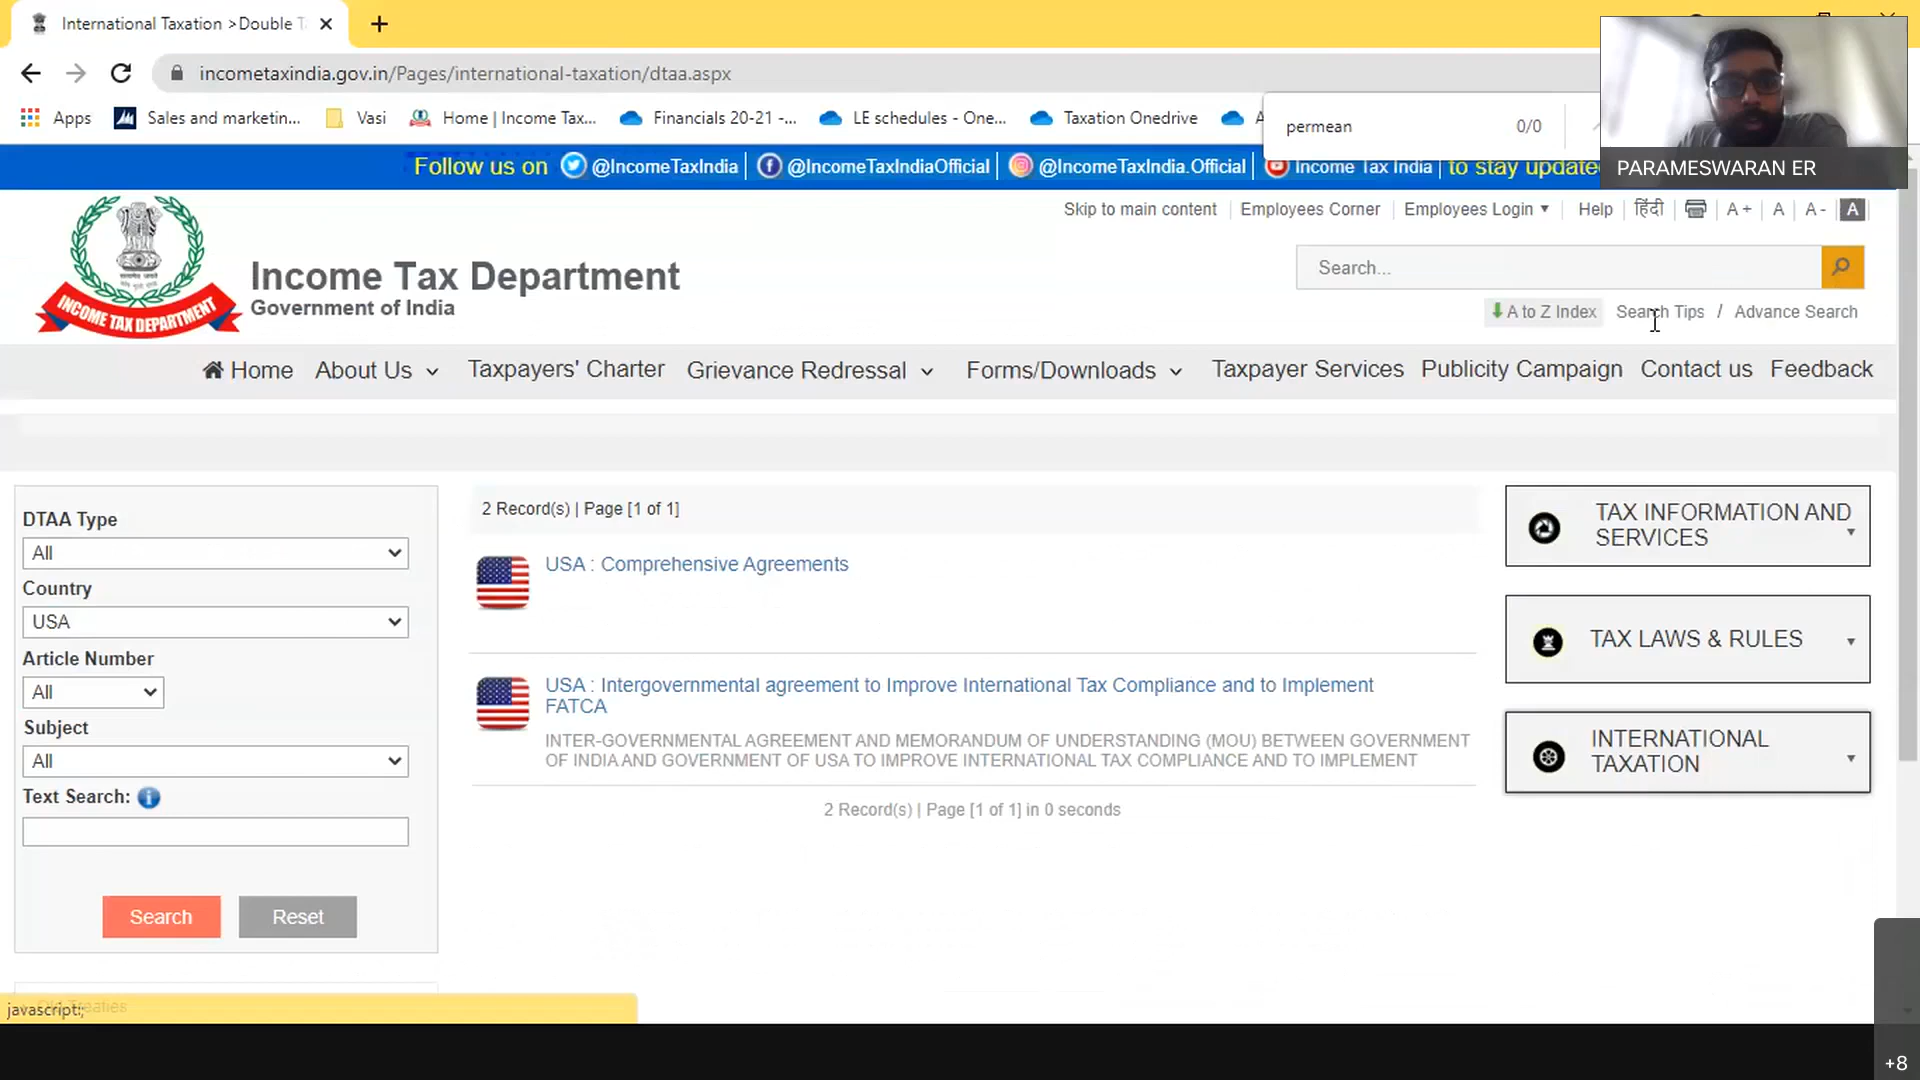 International Taxation >Double T
incometaxindia.gov.in/Pages/international-taxation/dtaa.aspx
Apps
Sales and marketin...
Vasi
Home | Income Tax...
Financials 20-21 -...
LE schedules - One...
Taxation Onedrive
A
permean
0/0
PARAMESWARAN ER
Follow us on @IncomeTaxIndia | @IncomeTaxIndiaOfficial | @IncomeTaxIndia.Official | Income Tax India | to stay update
Skip to main content
Employees Corner
Employees Login
Help
हिंदी
A +
A
A -
A
INCOME TAX DEPARTMENT
Income Tax Department
Government of India
Search...
A to Z Index
Search Tips / Advance Search
Home
About Us
Taxpayers' Charter
Grievance Redressal
Forms/Downloads
Taxpayer Services
Publicity Campaign
Contact us
Feedback
DTAA Type
All
Country
USA
Article Number
All
Subject
All
Text Search:
Search
Reset
2 Record(s) | Page [1 of 1]
USA : Comprehensive Agreements
USA : Intergovernmental agreement to Improve International Tax Compliance and to Implement
FATCA
INTER-GOVERNMENTAL AGREEMENT AND MEMORANDUM OF UNDERSTANDING (MOU) BETWEEN GOVERNMENT
OF INDIA AND GOVERNMENT OF USA TO IMPROVE INTERNATIONAL TAX COMPLIANCE AND TO IMPLEMENT
2 Record(s) | Page [1 of 1] in 0 seconds
TAX INFORMATION AND
SERVICES
TAX LAWS & RULES
INTERNATIONAL
TAXATION
javascript:;
+8